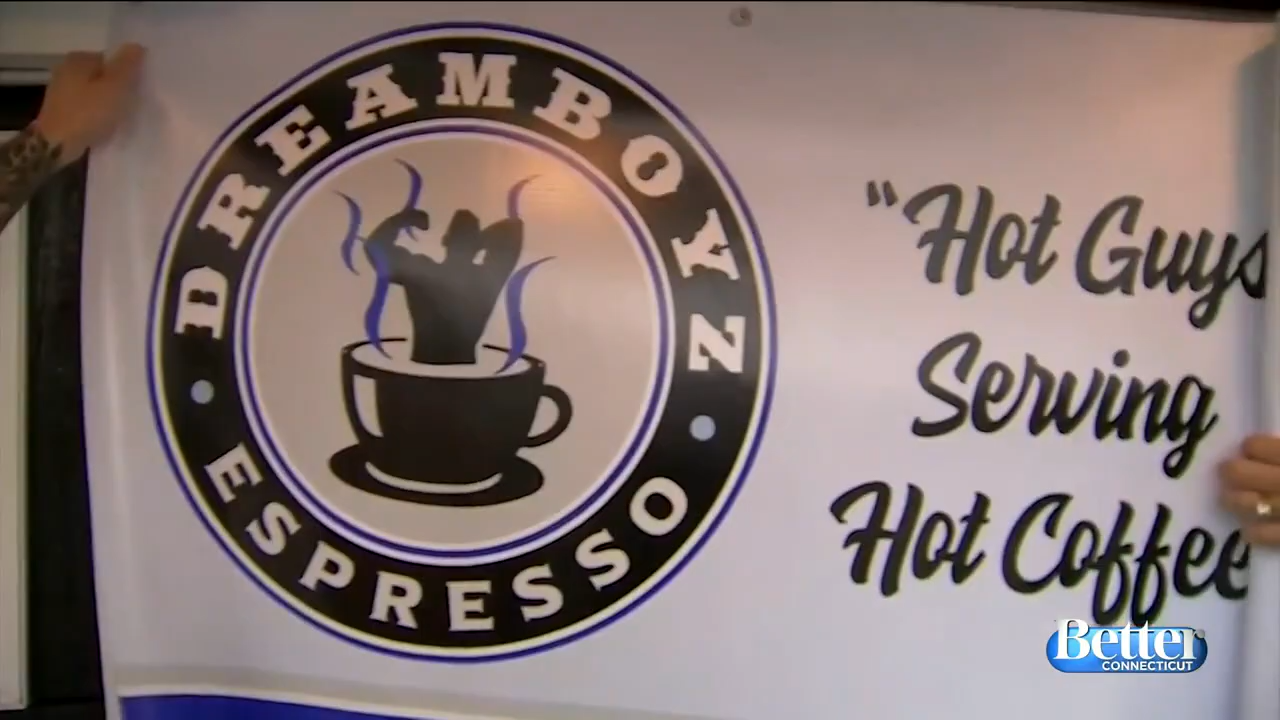 DREAMBOYZ
ESPRESSO
"Hot Guys
Serving
Hot Coffee
Better
CONNECTICUT